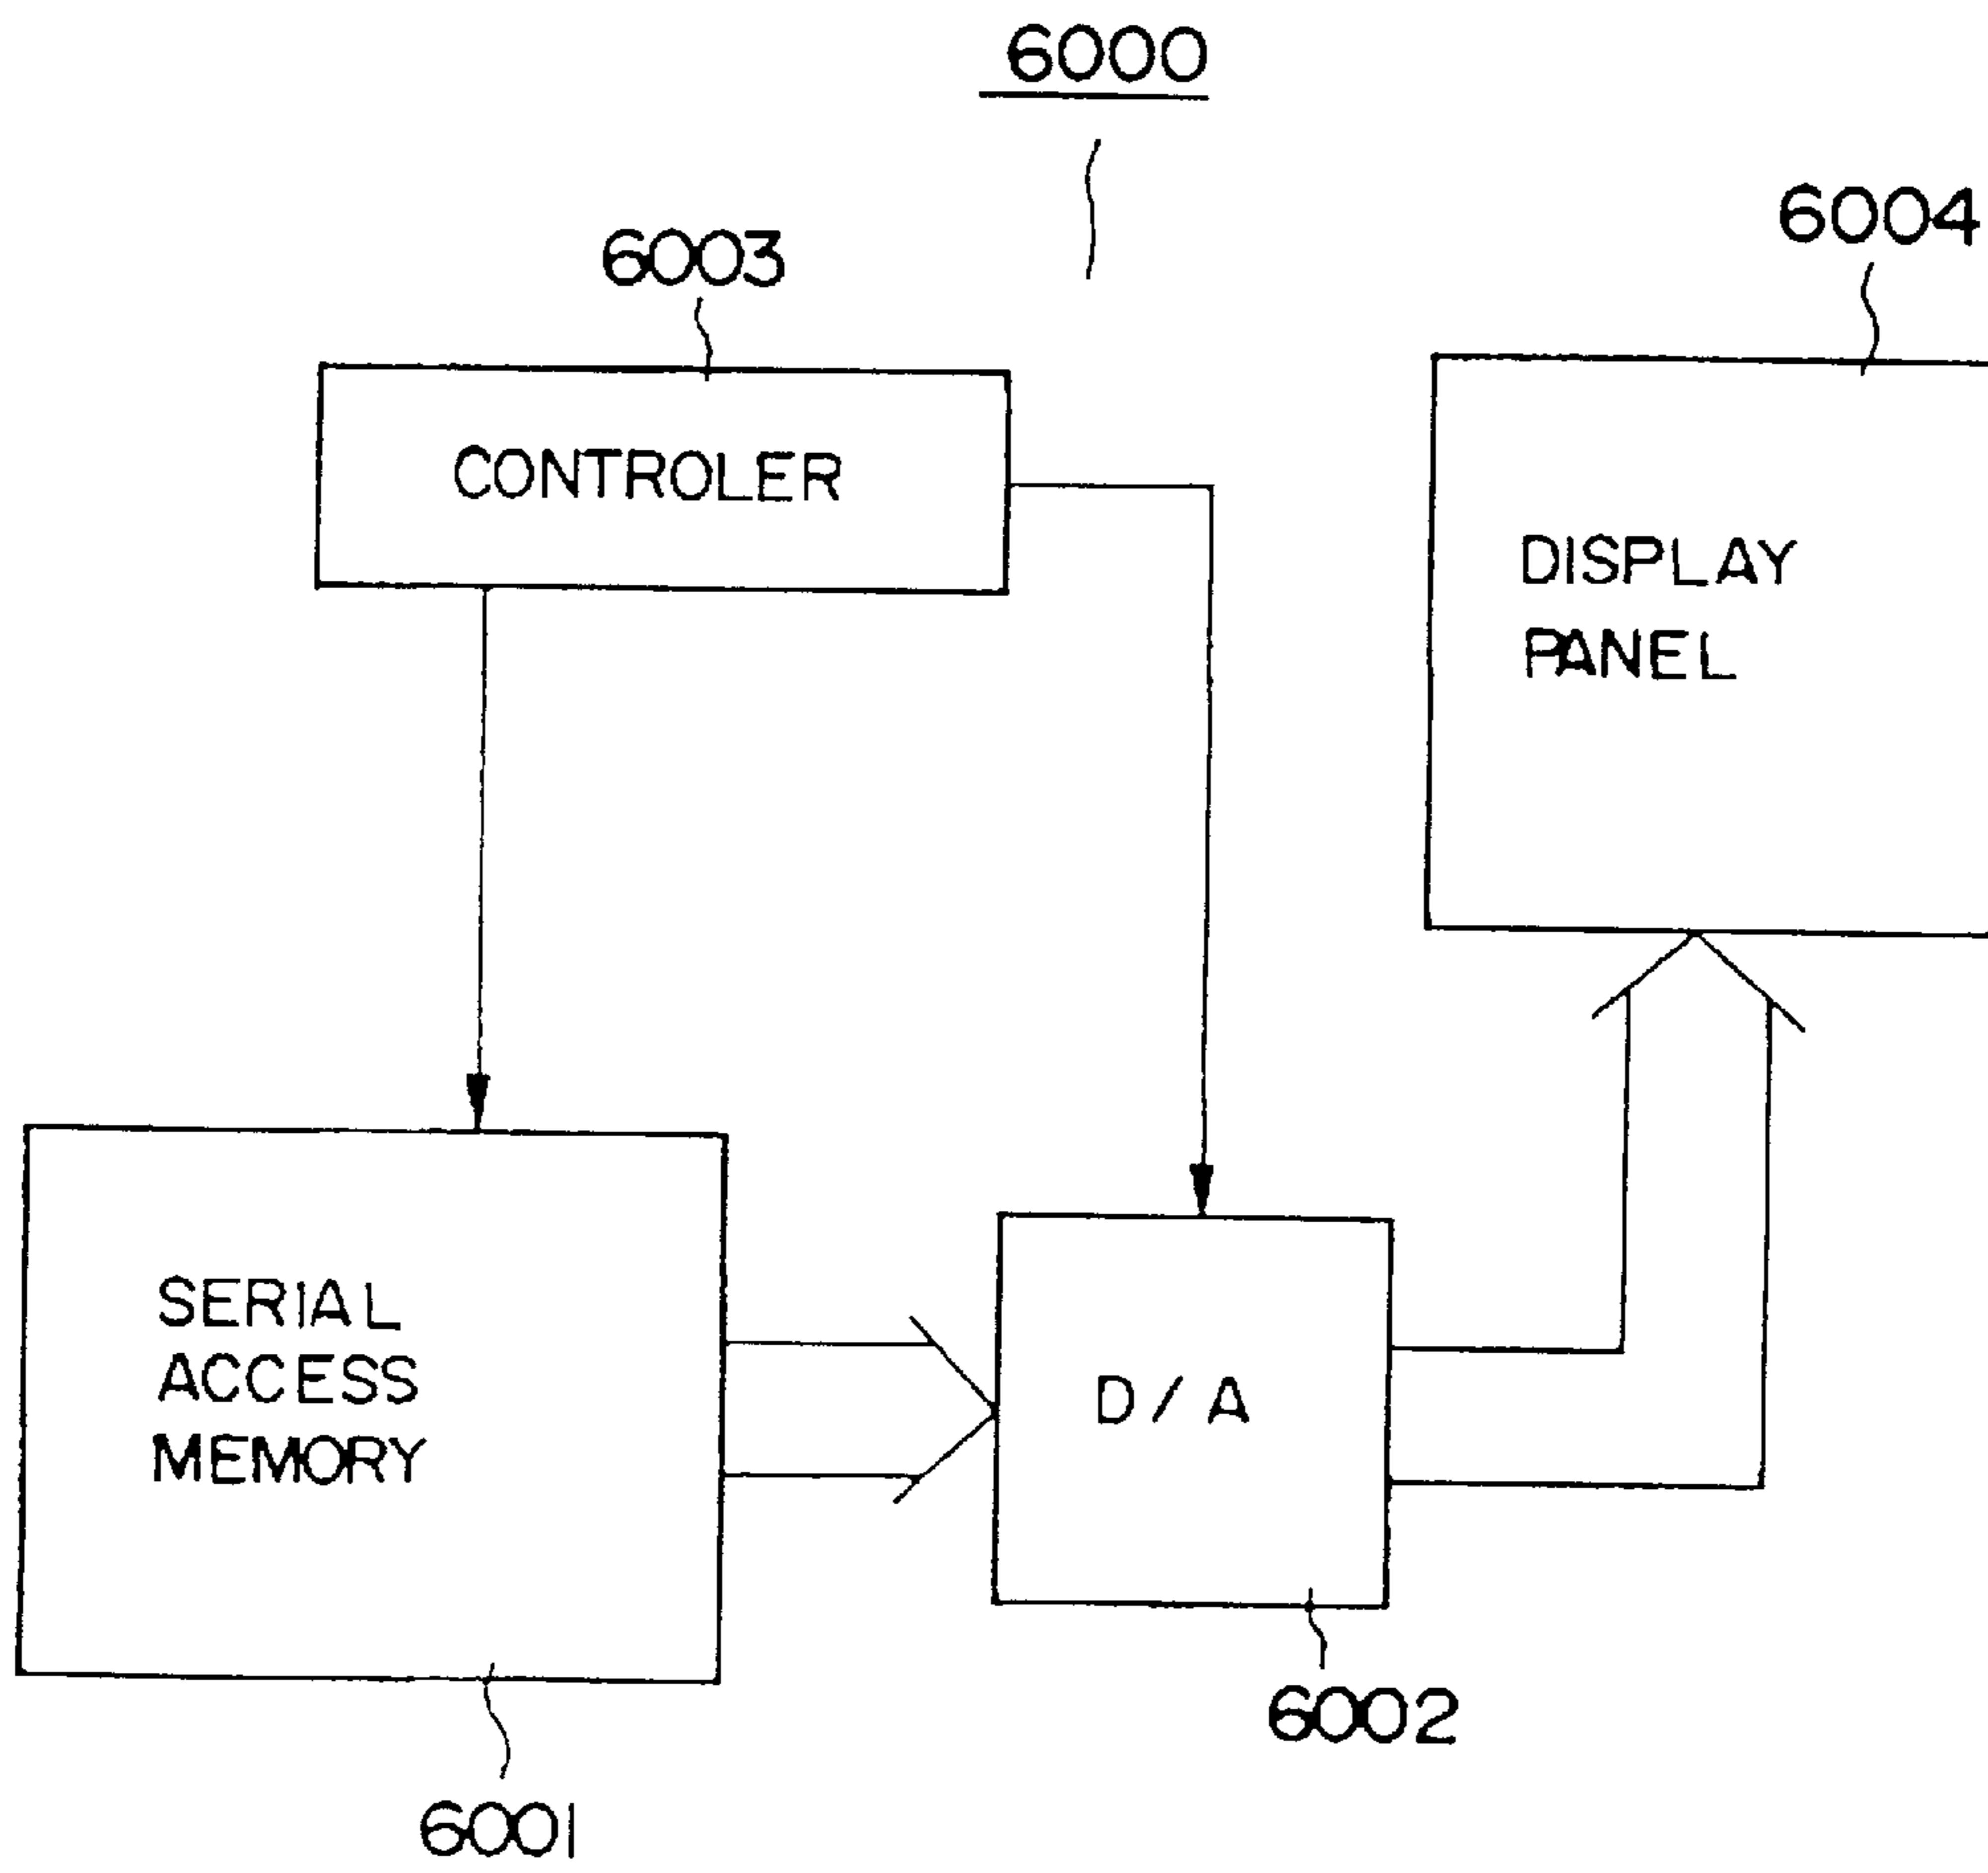 6000
6003
6004
CONTROLER
DISPLAY
PANEL
SERIAL
ACCESS
MEMORY
D/A
6002
6001